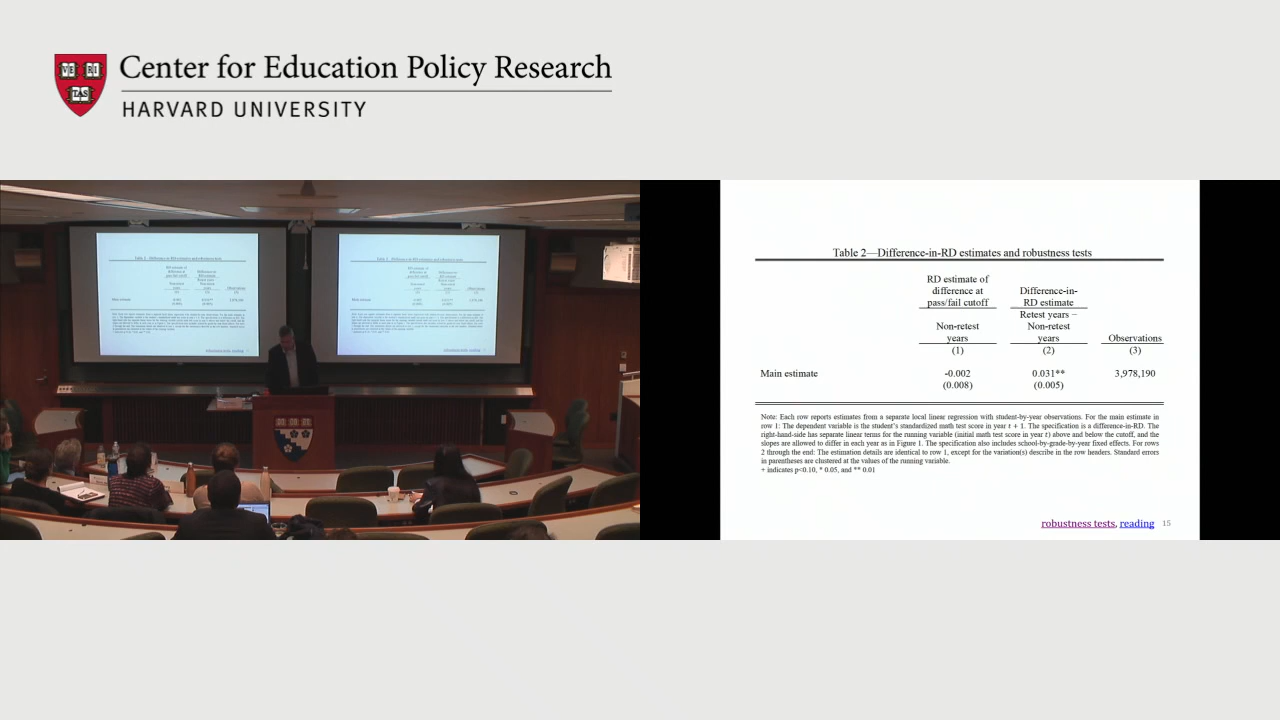 VE RI
TAS
Center for Education Policy Research
HARVARD UNIVERSITY
Table 2—Difference-in-RD estimates and robustness tests
RD estimate of
difference at
pass/fail cutoff
Difference-in-
RD estimate
Non-retest
years
Retest years −
Non-retest
years
Observations
(1) (2) (3)
Main estimate -0.002 0.031** 3,978,190
(0.008) (0.005)
Note: Each row reports estimates from a separate local linear regression with student-by-year observations. For the main estimate in
row 1: The dependent variable is the student's standardized math test score in year t + 1. The specification is a difference-in-RD. The
right-hand-side has separate linear terms for the running variable (initial math test score in year t) above and below the cutoff, and the
slopes are allowed to differ in each year as in Figure 1. The specification also includes school-by-grade-by-year fixed effects. For rows
2 through the end: The estimation details are identical to row 1, except for the variation(s) describe in the row headers. Standard errors
in parentheses are clustered at the values of the running variable.
+ indicates p<0.10, * 0.05, and ** 0.01
robustness tests, reading 15